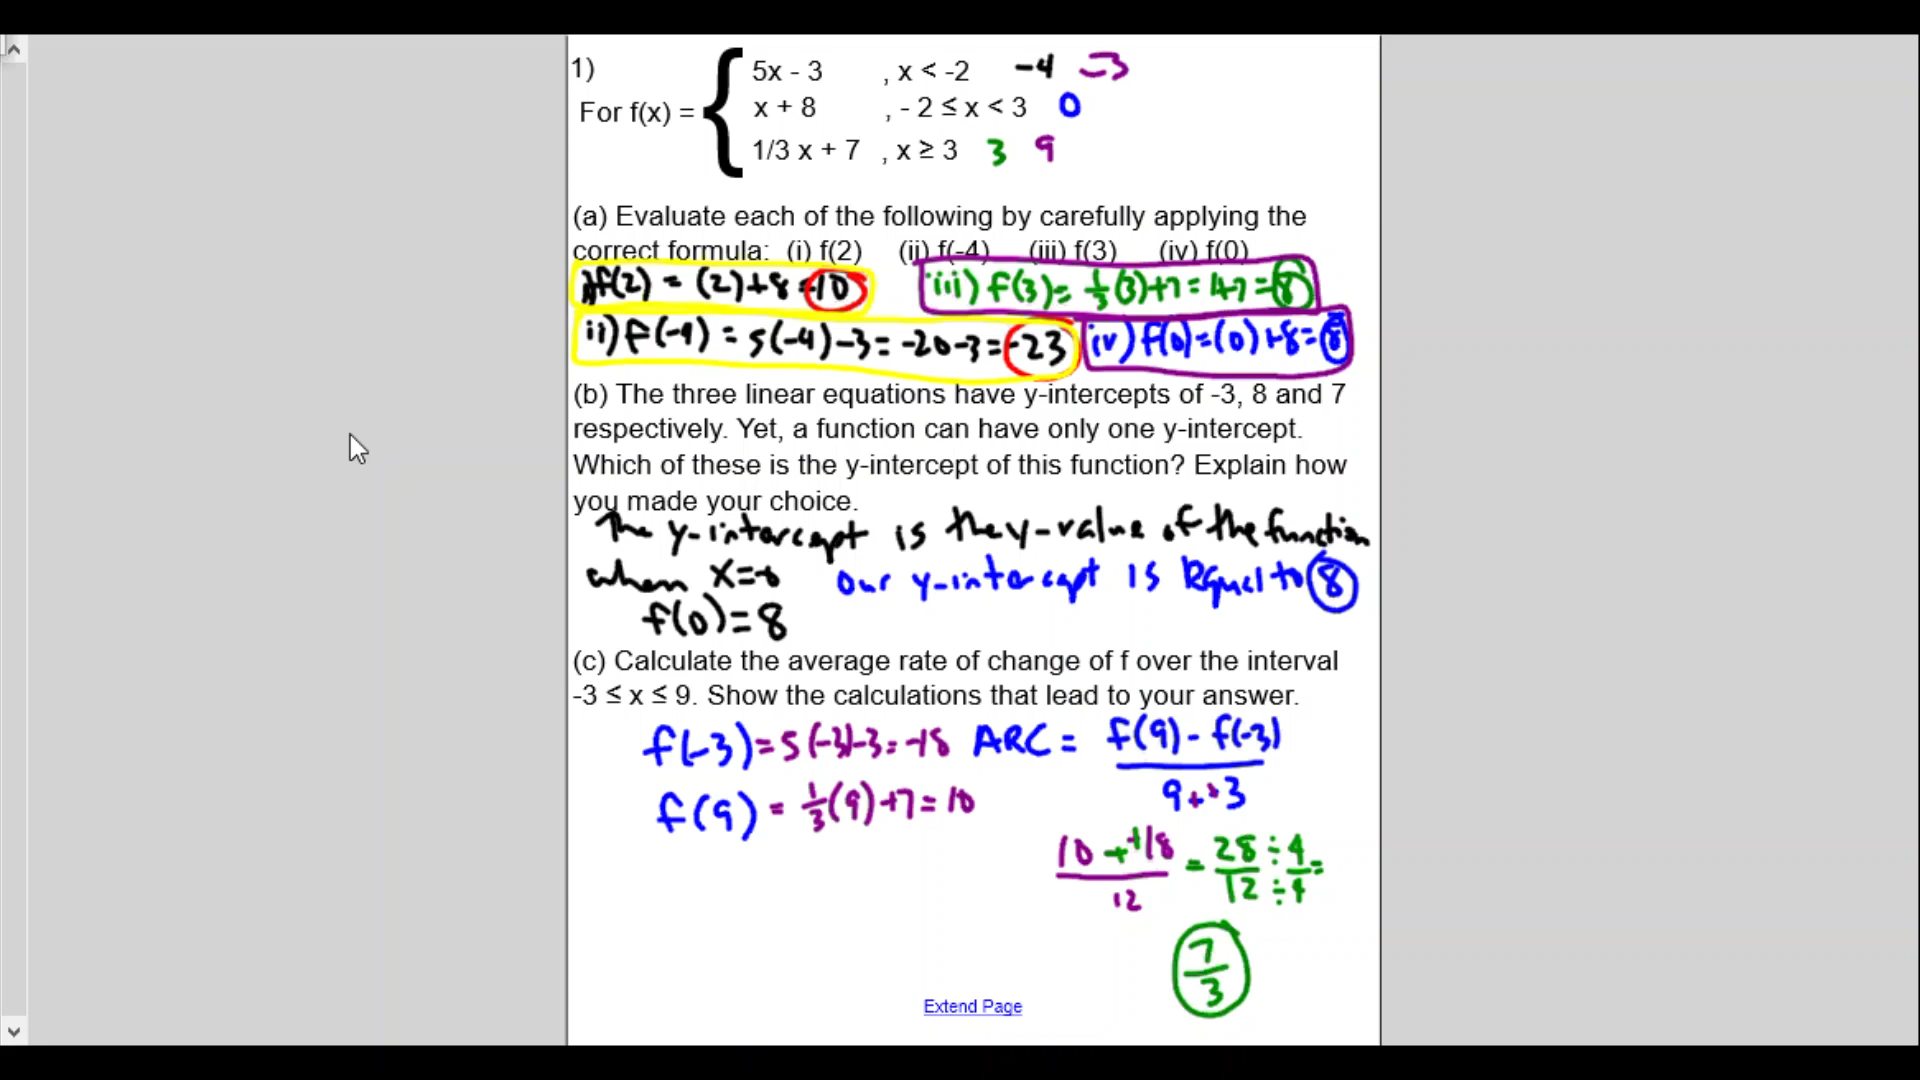 1)
5x - 3 , x < -2 -4 -3
For f(x) = { x + 8 , - 2 ≤ x < 3 0
1/3 x + 7 , x ≥ 3 3 9
(a) Evaluate each of the following by carefully applying the
correct formula: (i) f(2) (ii) f(-4) (iii) f(3) (iv) f(0)
i) f(2) = (2)+8 = 10 iii) f(3) = 1/3(3)+7 = 1+7 = 8
ii) f(-4) = 5(-4)-3 = -20-3 = -23 iv) f(0) = (0)+8 = 8
(b) The three linear equations have y-intercepts of -3, 8 and 7
respectively. Yet, a function can have only one y-intercept.
Which of these is the y-intercept of this function? Explain how
you made your choice.
The y-intercept is the y-value of the function
when x=0 our y-intercept is equal to 8
f(0)=8
(c) Calculate the average rate of change of f over the interval
-3 ≤ x ≤ 9. Show the calculations that lead to your answer.
f(-3) = 5(-3)-3 = -18 ARC = f(9) - f(-3)
9 + +3
f(9) = 1/3(9)+7 = 10
10 + +18 / 12 = 28 ÷ 4 / 12 ÷ 4 =
7/3
Extend Page